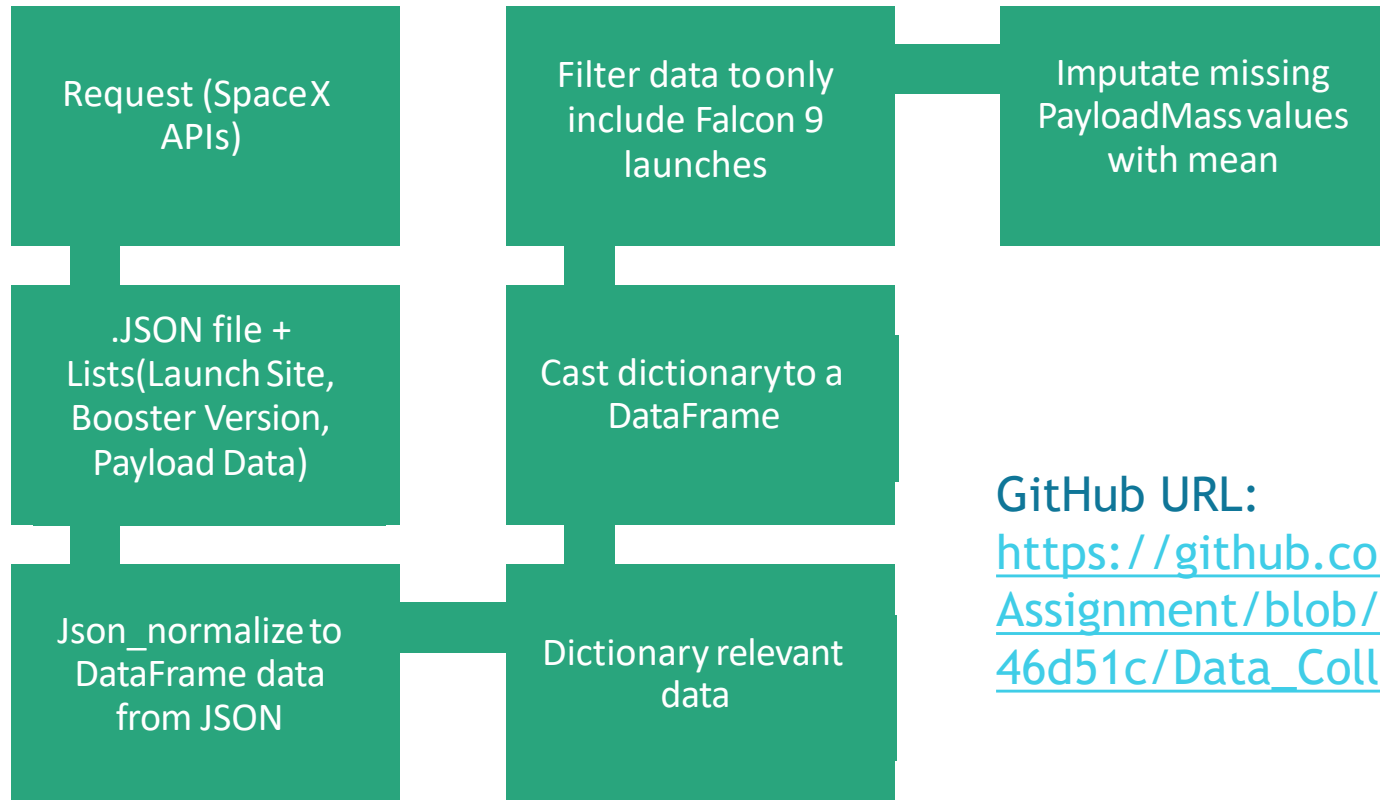 Request (SpaceX
APIs)
.JSON file +
Lists(Launch Site,
Booster Version,
Payload Data)
Json_normalize to
DataFrame data
from JSON
Dictionary relevant
data
Cast dictionary to a
DataFrame
Filter data to only
include Falcon 9
launches
Imputate missing
PayloadMass values
with mean
GitHub URL:
https://github.co
Assignment/blob/
46d51c/Data_Coll